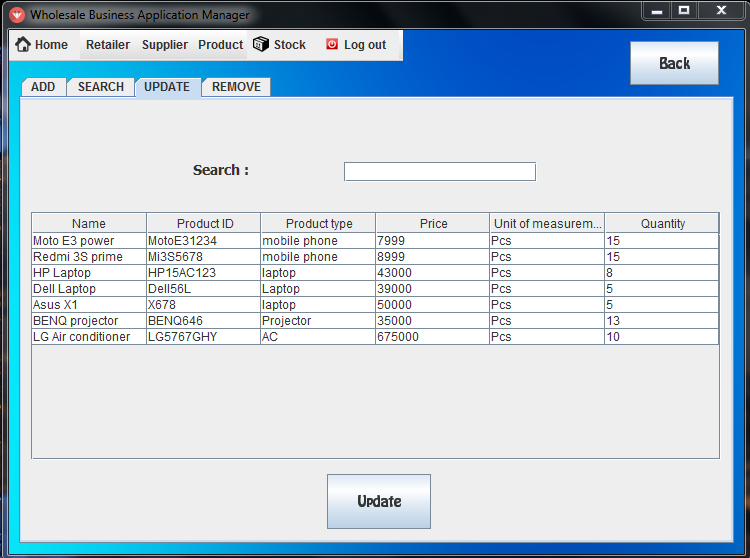 Wholesale Business Application Manager
Home Retailer Supplier Product Stock Log out
Back
ADD SEARCH UPDATE REMOVE
Search :
Name Product ID Product type Price Unit of measurem... Quantity
Moto E3 power MotoE31234 mobile phone 7999 Pcs 15
Redmi 3S prime Mi3S5678 mobile phone 8999 Pcs 15
HP Laptop HP15AC123 laptop 43000 Pcs 8
Dell Laptop Dell56L Laptop 39000 Pcs 5
Asus X1 X678 laptop 50000 Pcs 5
BENQ projector BENQ646 Projector 35000 Pcs 13
LG Air conditioner LG5767GHY AC 675000 Pcs 10
Update